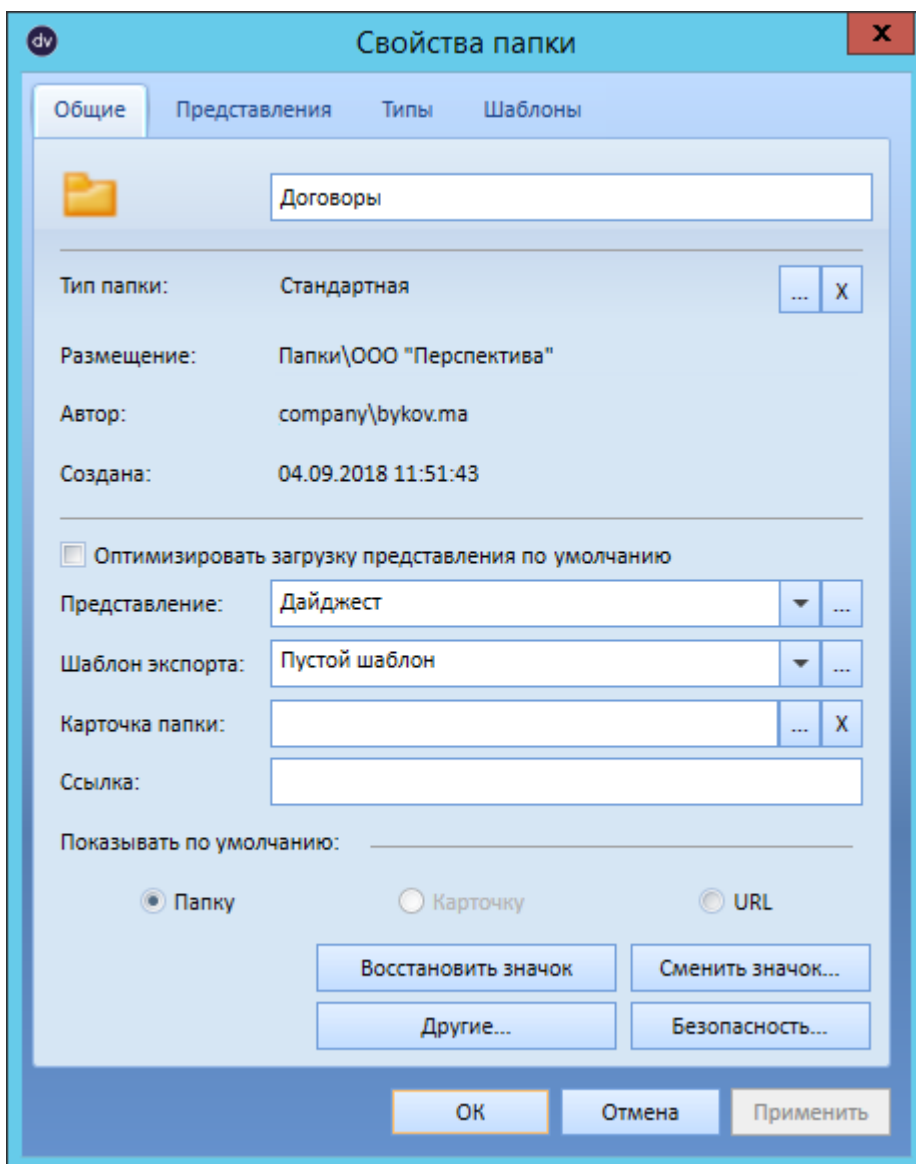 dv
Свойства папки
x
Общие Представления Типы Шаблоны
Договоры
Тип папки: Стандартная ... X
Размещение: Папки\ООО "Перспектива"
Автор: company\bykov.ma
Создана: 04.09.2018 11:51:43
Оптимизировать загрузку представления по умолчанию
Представление: Дайджест ...
Шаблон экспорта: Пустой шаблон ...
Карточка папки: ... X
Ссылка:
Показывать по умолчанию:
Папку Карточку URL
Восстановить значок Сменить значок...
Другие... Безопасность...
ОК Отмена Применить